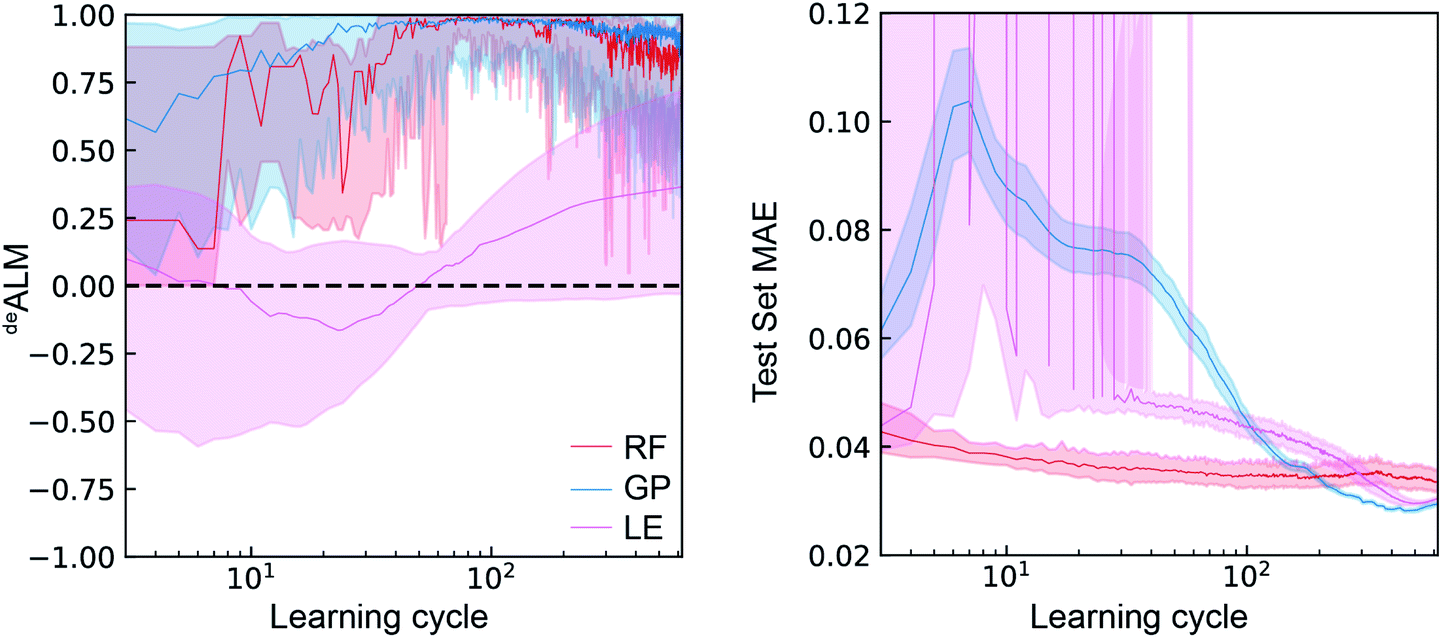 1.00
0.75
0.50
0.25
0.00
−0.25
−0.50
−0.75
−1.00
deALM
RF
GP
LE
10¹
10²
Learning cycle
0.12
0.10
0.08
0.06
0.04
0.02
Test Set MAE
10¹
10²
Learning cycle